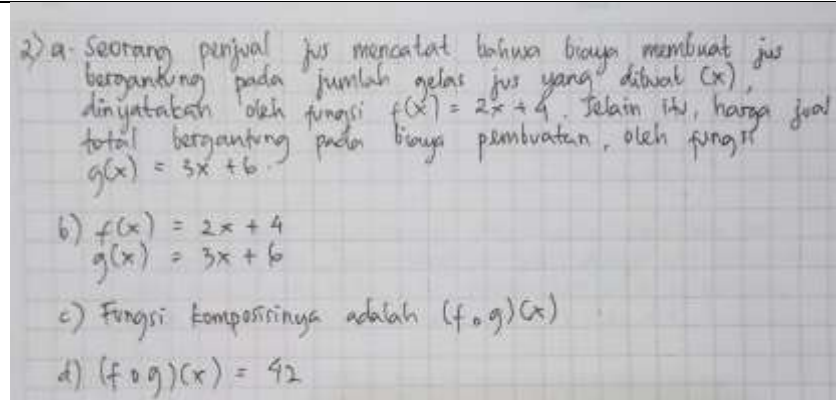 2) a. Seorang penjual jus mencatat bahwa biaya membuat jus
bergantung pada jumlah gelas jus yang dibuat (x),
dinyatakan oleh fungsi f(x) = 2x + 4. Selain itu, harga jual
total bergantung pada biaya pembuatan, oleh fungsi
g(x) = 3x + 6.
b) f(x) = 2x + 4
g(x) = 3x + 6
c) Fungsi komposisinya adalah (f o g)(x)
d) (f o g)(x) = 42